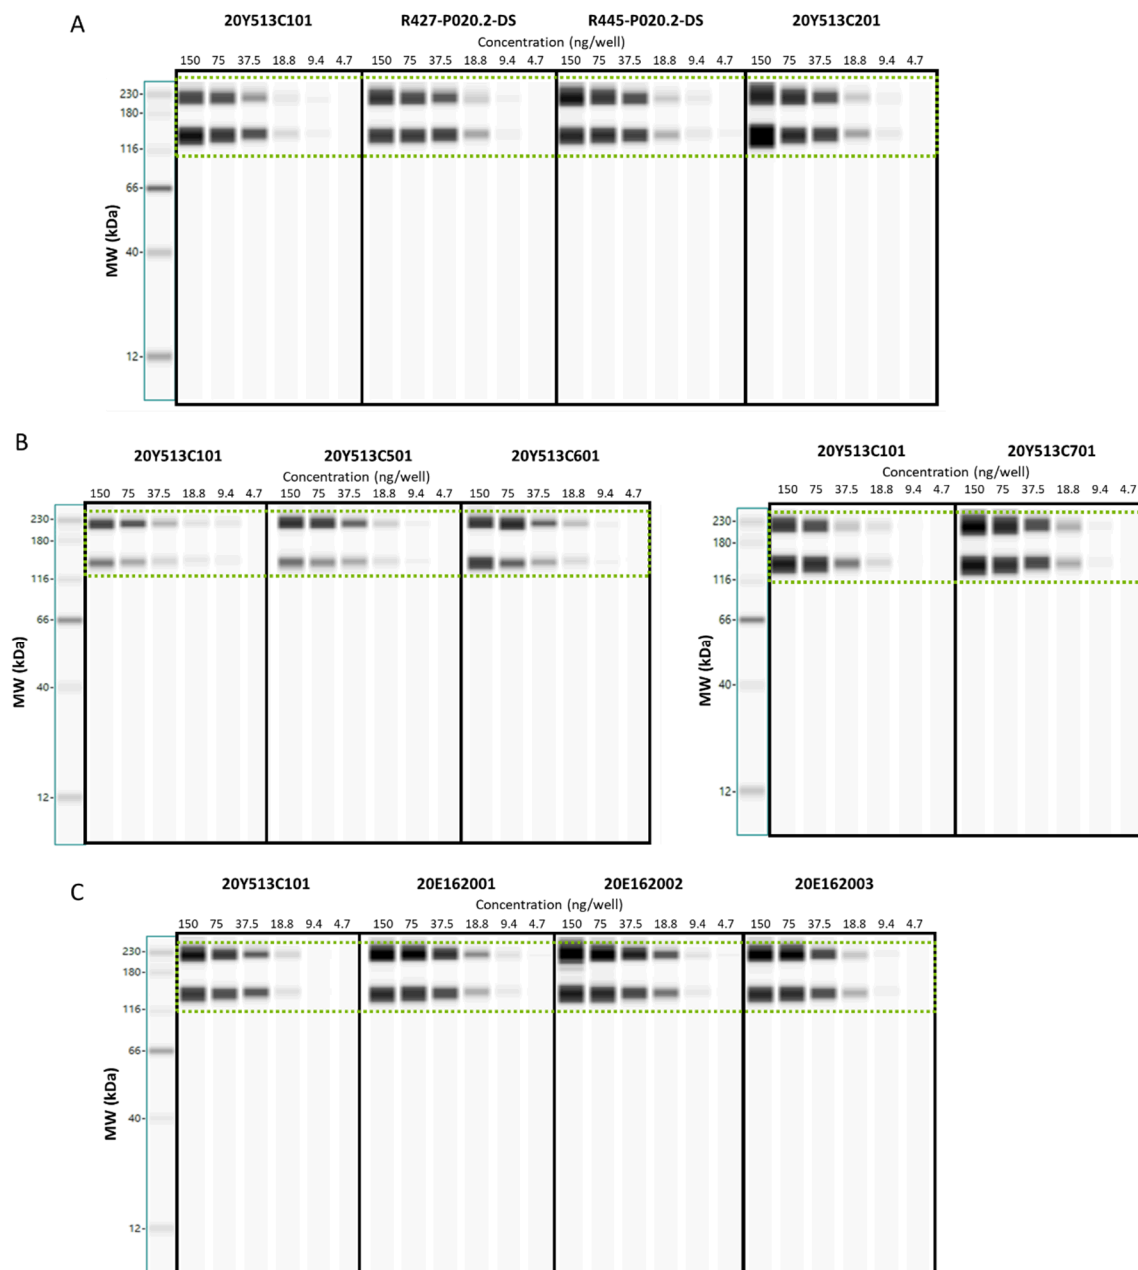 A
20Y513C101 R427-P020.2-DS R445-P020.2-DS 20Y513C201
Concentration (ng/well)
150 75 37.5 18.8 9.4 4.7 150 75 37.5 18.8 9.4 4.7 150 75 37.5 18.8 9.4 4.7 150 75 37.5 18.8 9.4 4.7
230-
180-
116-
66-
40-
12-
MW (kDa)
B
20Y513C101 20Y513C501 20Y513C601
Concentration (ng/well)
150 75 37.5 18.8 9.4 4.7 150 75 37.5 18.8 9.4 4.7 150 75 37.5 18.8 9.4 4.7
230-
180-
116-
66-
40-
12-
MW (kDa)
20Y513C101 20Y513C701
Concentration (ng/well)
150 75 37.5 18.8 9.4 4.7 150 75 37.5 18.8 9.4 4.7
230-
180-
116-
66-
40-
12-
MW (kDa)
C
20Y513C101 20E162001 20E162002 20E162003
Concentration (ng/well)
150 75 37.5 18.8 9.4 4.7 150 75 37.5 18.8 9.4 4.7 150 75 37.5 18.8 9.4 4.7 150 75 37.5 18.8 9.4 4.7
230-
180-
116-
66-
40-
12-
MW (kDa)